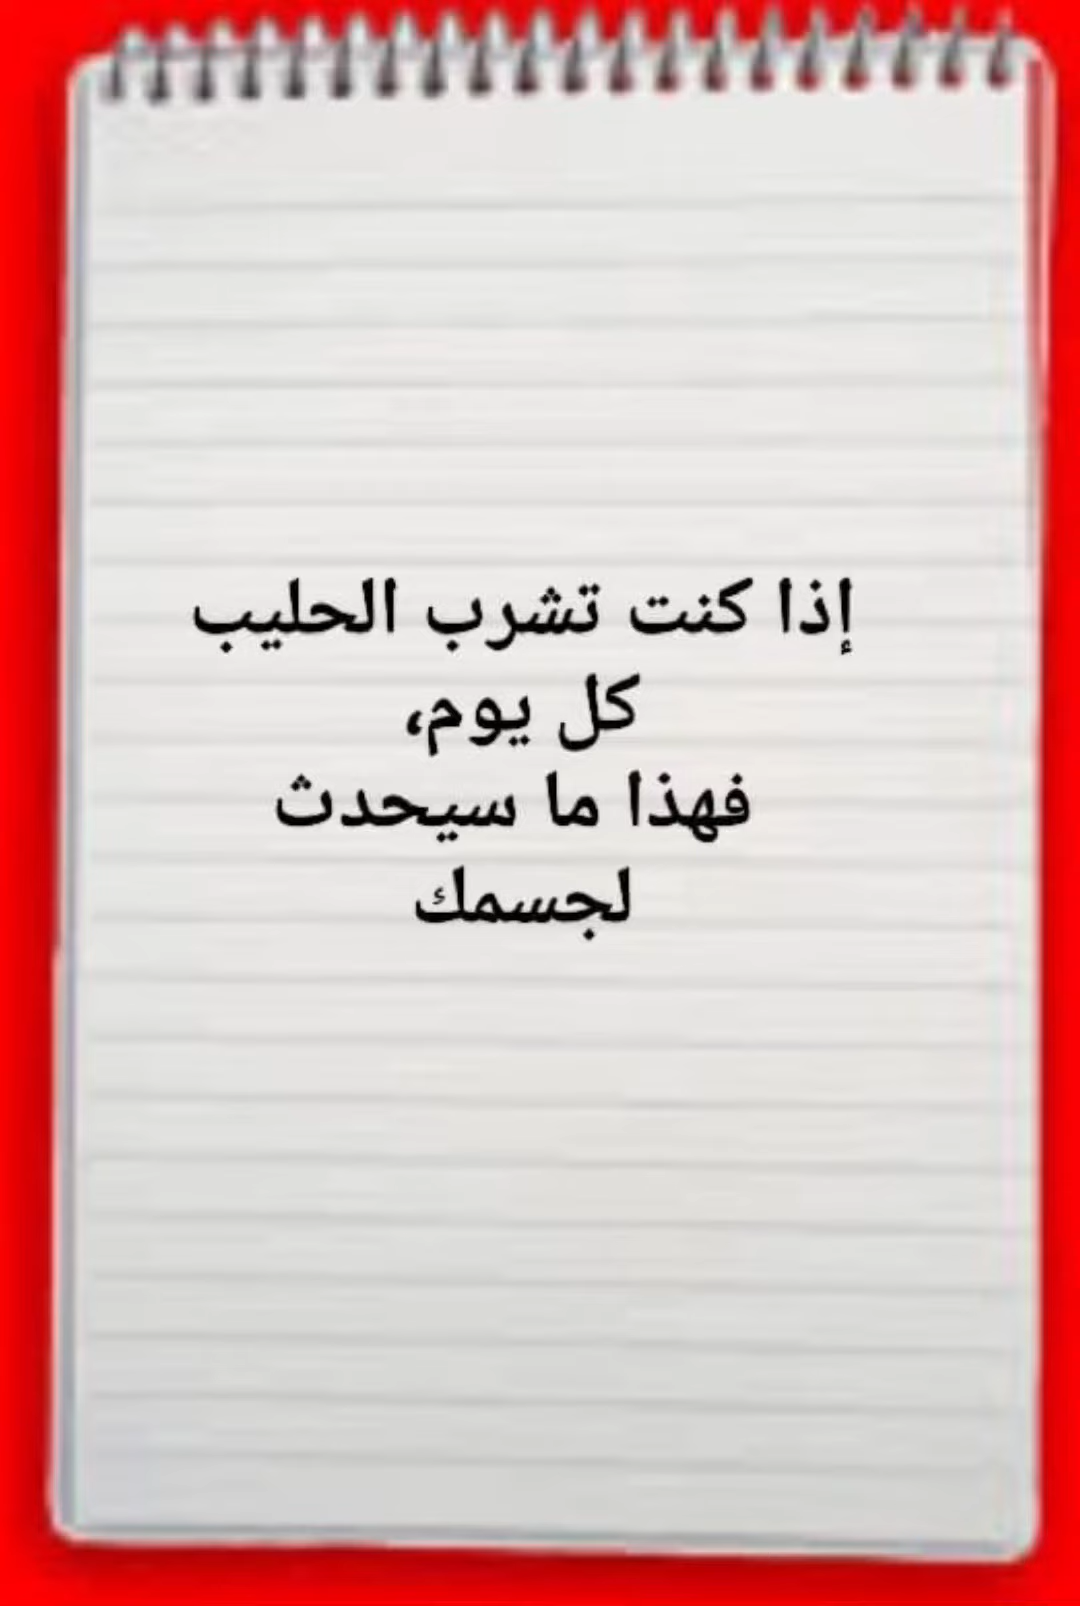 إذا كنت تشرب الحليب
كل يوم،
فهذا ما سيحدث
لجسمك